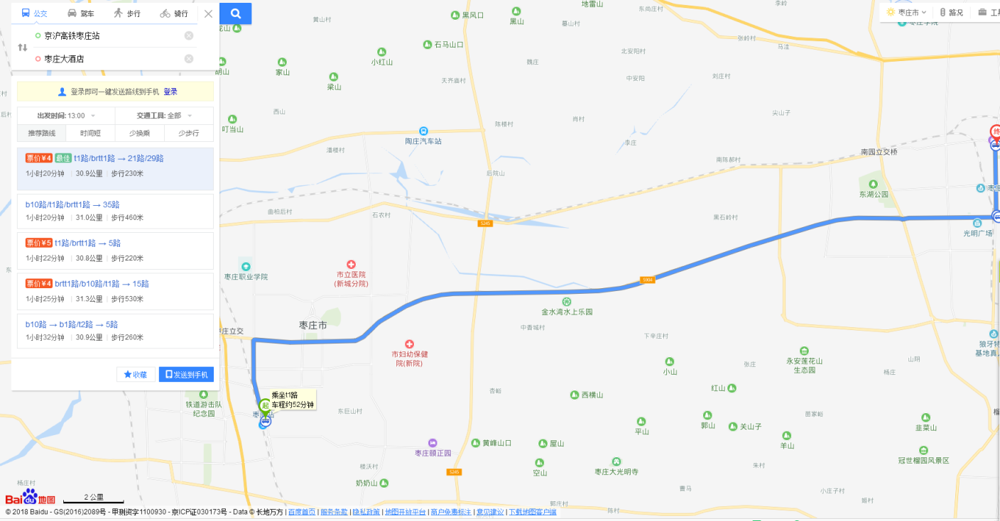 公交 驾车 步行 骑行
京沪高铁枣庄站
枣庄大酒店
登录即可一键发送路线到手机 登录
出发时间: 13:00 交通工具: 全部
推荐路线 时间短 少换乘 少步行
票价¥4 最佳 t1路/brtt1路 → 21路/29路
1小时20分钟 | 30.9公里 | 步行230米
b10路/t1路/brtt1路 → 35路
1小时20分钟 | 31.0公里 | 步行460米
票价¥5 t1路/brtt1路 → 5路
1小时22分钟 | 30.8公里 | 步行220米
票价¥4 brtt1路/b10路/t1路 → 15路
1小时25分钟 | 31.3公里 | 步行530米
b10路 → b1路/t2路 → 5路
1小时32分钟 | 30.9公里 | 步行260米
收藏 发送到手机
枣庄市 路况 工具
地雷山
东尚庄村
李岭
黄山村
黑风口
黑山
墓山村
张岭村
马洼
石马山口
小红山
魏庄
北安阳村
家山
梁山
天齐庙村
中安阳
刘庄村
西山
叮当山
陈楼村
肖村
尖山子
陶庄汽车站
潘楼村
李庄
南陈郝村
南园立交桥
后院山
东湖公园
曲柏后村
石农村
S245
黑石岭村
光明广场
枣庄职业学院
市立医院
(新城分院)
S904
金水湾水上乐园
枣庄市
中香城村
下辛庄村
市妇幼保健
院(新院)
小山
张庄
永安莲花山
生态园
山阴
杨庄
狼牙特
基地真人
杏峪
西横山
红山
乘坐t1路
车程约52分钟
起
终
铁道游击队
纪念园
东巨山村
苗家峪
平山
郭山
关山子
韭菜山
羊山
枣庄颐正园
黄峰山口
屋山
冠世榴园风景区
楼沃村
S245
空山
枣庄大光明寺
朱村
奶奶山
曹马
小庄子村
杨庄村
郭庄村
陈村
姬村
Baidu地图
2 公里
© 2018 Baidu - GS(2016)2089号 - 甲测资字1100930 - 京ICP证030173号 - Data © 长地万方 | 百度首页 | 服务条款 | 隐私政策 | 地图开放平台 | 商户免费标注 | 意见建议 | 下载地图客户端